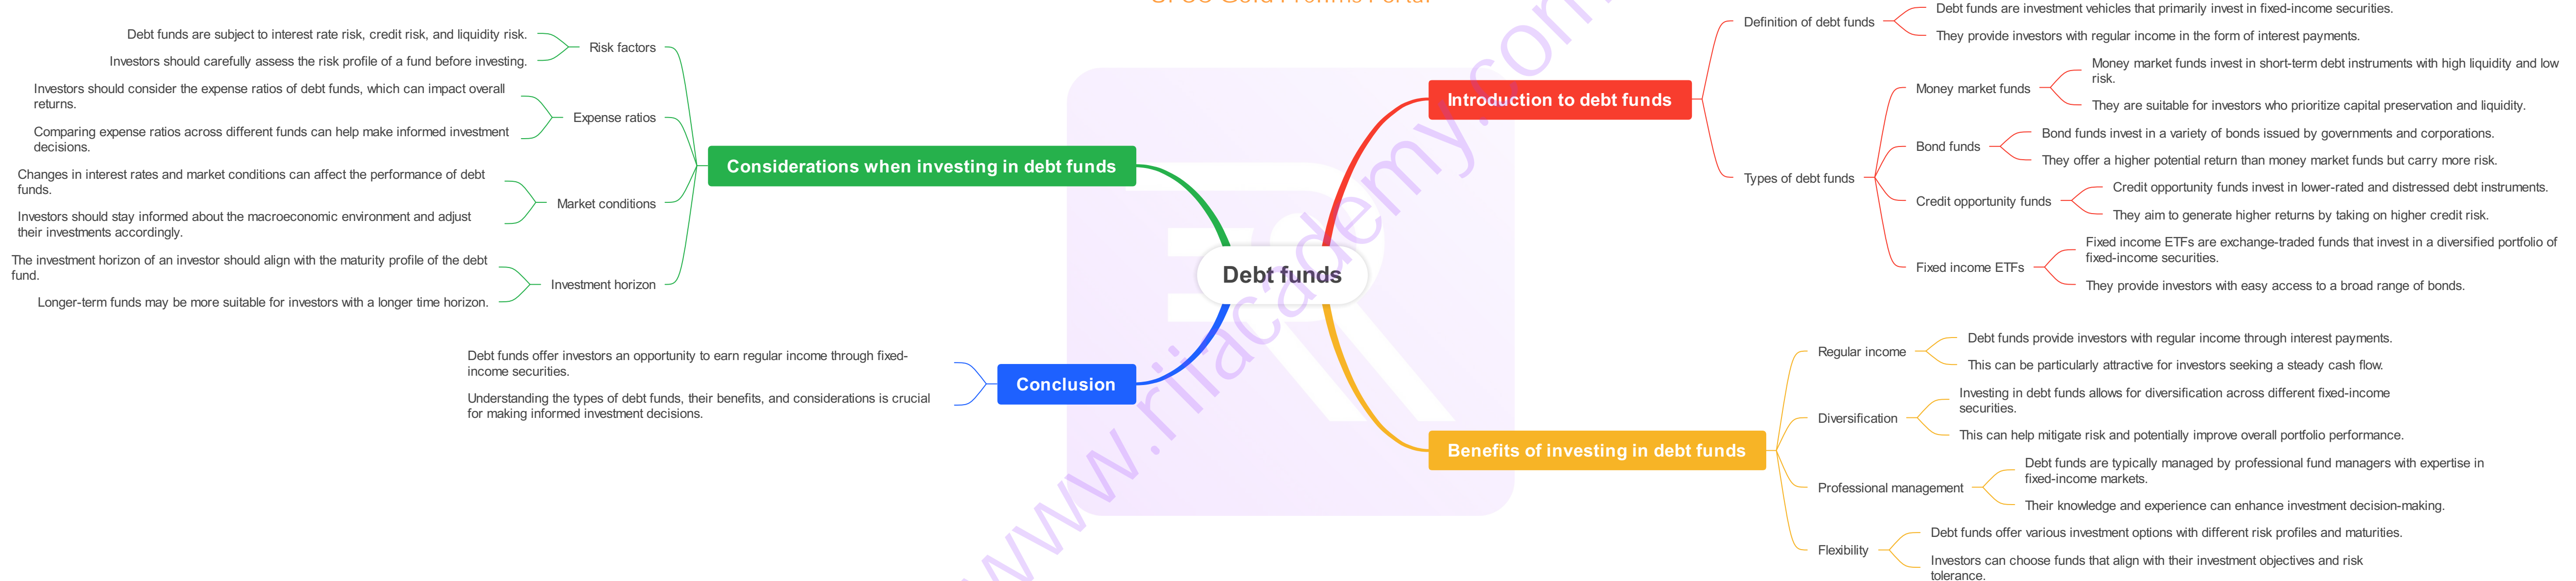 Debt funds
Introduction to debt funds
Definition of debt funds
Debt funds are investment vehicles that primarily invest in fixed-income securities.
They provide investors with regular income in the form of interest payments.
Types of debt funds
Money market funds
Money market funds invest in short-term debt instruments with high liquidity and low
risk.
They are suitable for investors who prioritize capital preservation and liquidity.
Bond funds
Bond funds invest in a variety of bonds issued by governments and corporations.
They offer a higher potential return than money market funds but carry more risk.
Credit opportunity funds
Credit opportunity funds invest in lower-rated and distressed debt instruments.
They aim to generate higher returns by taking on higher credit risk.
Fixed income ETFs
Fixed income ETFs are exchange-traded funds that invest in a diversified portfolio of
fixed-income securities.
They provide investors with easy access to a broad range of bonds.
Benefits of investing in debt funds
Regular income
Debt funds provide investors with regular income through interest payments.
This can be particularly attractive for investors seeking a steady cash flow.
Diversification
Investing in debt funds allows for diversification across different fixed-income
securities.
This can help mitigate risk and potentially improve overall portfolio performance.
Professional management
Debt funds are typically managed by professional fund managers with expertise in
fixed-income markets.
Their knowledge and experience can enhance investment decision-making.
Flexibility
Debt funds offer various investment options with different risk profiles and maturities.
Investors can choose funds that align with their investment objectives and risk
tolerance.
Considerations when investing in debt funds
Risk factors
Debt funds are subject to interest rate risk, credit risk, and liquidity risk.
Investors should carefully assess the risk profile of a fund before investing.
Expense ratios
Investors should consider the expense ratios of debt funds, which can impact overall
returns.
Comparing expense ratios across different funds can help make informed investment
decisions.
Market conditions
Changes in interest rates and market conditions can affect the performance of debt
funds.
Investors should stay informed about the macroeconomic environment and adjust
their investments accordingly.
Investment horizon
The investment horizon of an investor should align with the maturity profile of the debt
fund.
Longer-term funds may be more suitable for investors with a longer time horizon.
Conclusion
Debt funds offer investors an opportunity to earn regular income through fixed-
income securities.
Understanding the types of debt funds, their benefits, and considerations is crucial
for making informed investment decisions.